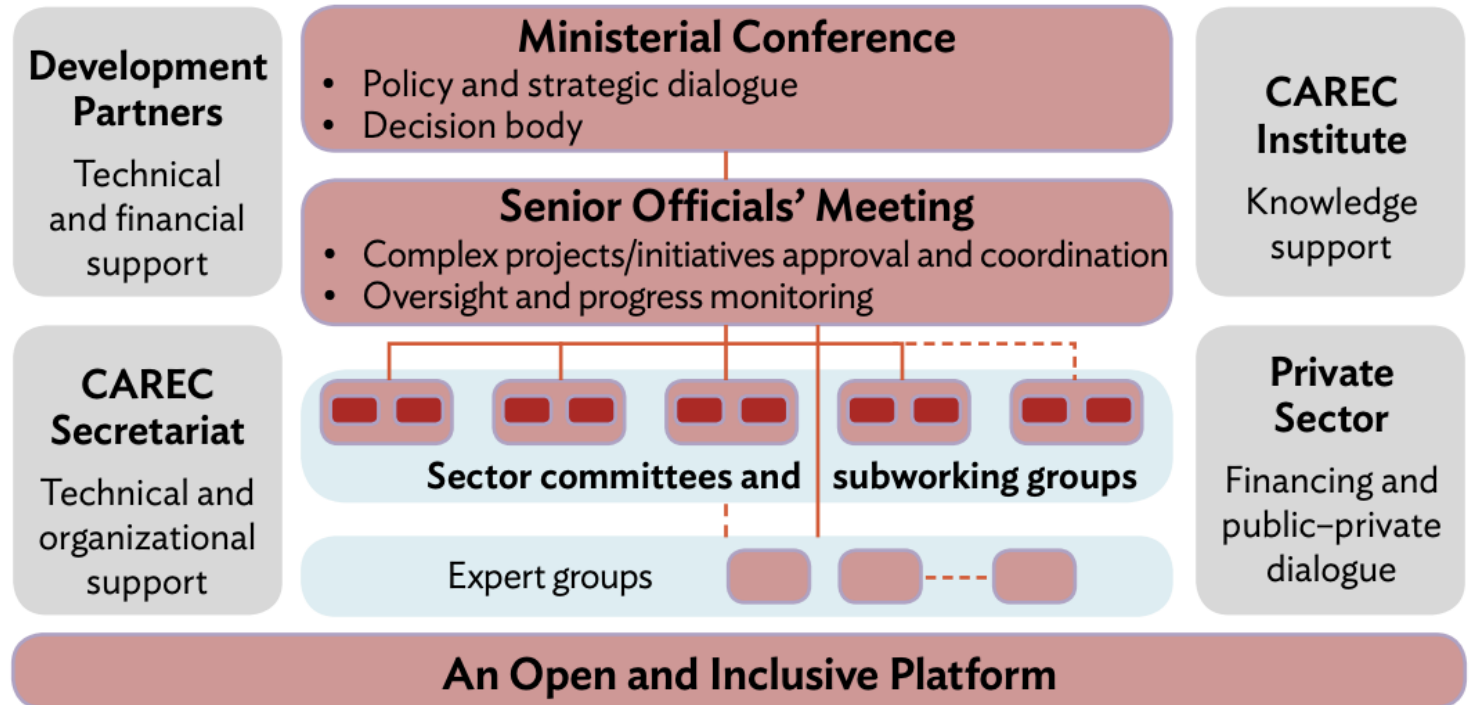 Development
Partners
Technical
and financial
support
Ministerial Conference
• Policy and strategic dialogue
• Decision body
CAREC
Institute
Knowledge
support
Senior Officials’ Meeting
• Complex projects/initiatives approval and coordination
• Oversight and progress monitoring
CAREC
Secretariat
Technical and
organizational
support
Sector committees and subworking groups
Expert groups
Private
Sector
Financing and
public–private
dialogue
An Open and Inclusive Platform